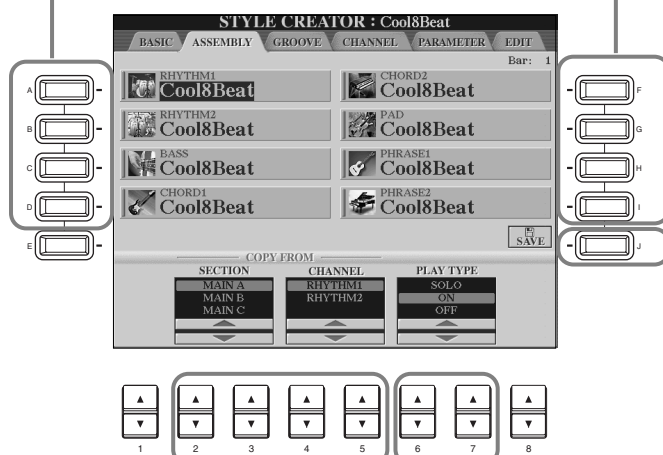 STYLE CREATOR : Cool8Beat
BASIC ASSEMBLY GROOVE CHANNEL PARAMETER EDIT
Bar: 1
RHYTHM1
Cool8Beat
CHORD2
Cool8Beat
RHYTHM2
Cool8Beat
PAD
Cool8Beat
BASS
Cool8Beat
PHRASE1
Cool8Beat
CHORD1
Cool8Beat
PHRASE2
Cool8Beat
A
B
C
D
E
F
G
H
I
J
SAVE
COPY FROM
SECTION CHANNEL PLAY TYPE
MAIN A RHYTHM1 SOLO
MAIN B RHYTHM2 ON
MAIN C OFF
1 2 3 4 5 6 7 8